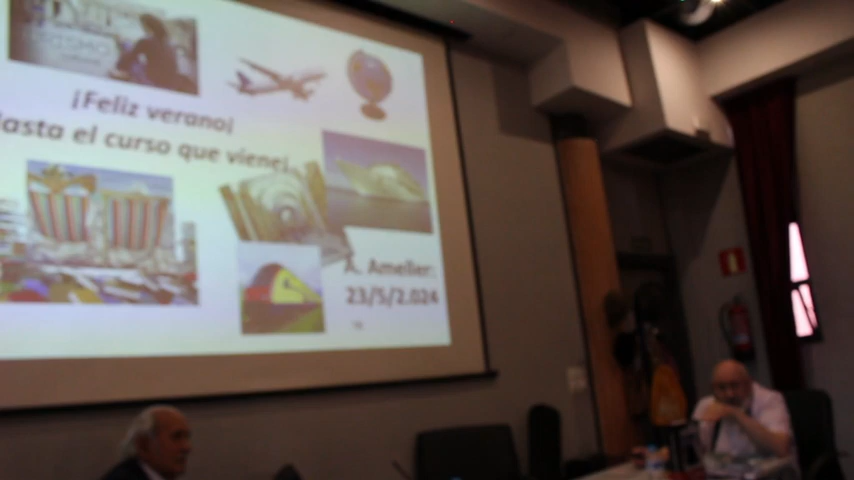 ¡Feliz verano¡
Hasta el curso que viene¡
A. Ameller.
23/5/2.024